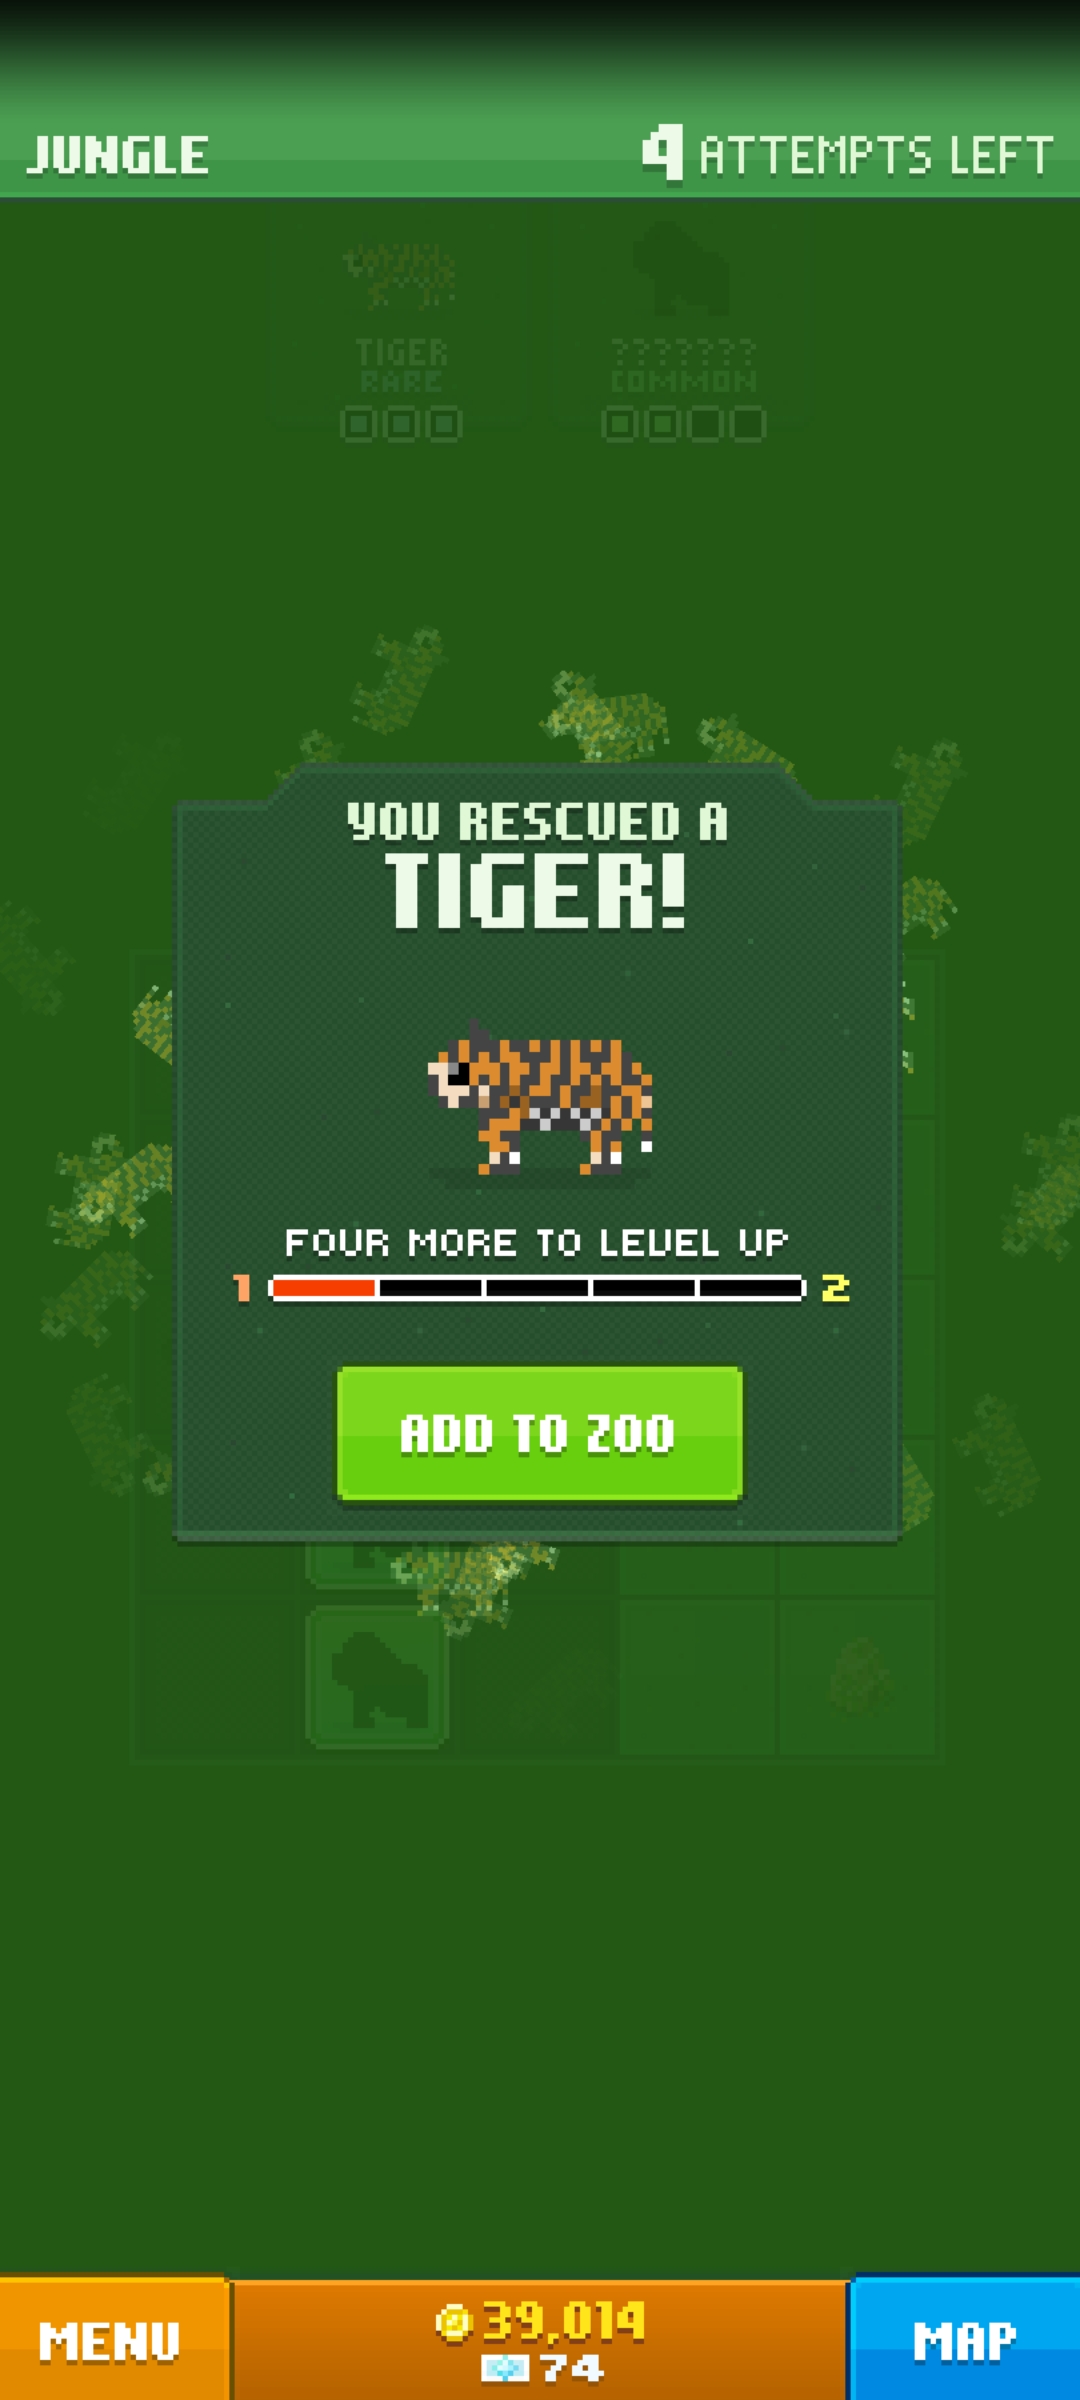 JUNGLE
4 ATTEMPTS LEFT
TIGER
RARE
???????
COMMON
YOU RESCUED A
TIGER!
FOUR MORE TO LEVEL UP
1
2
ADD TO ZOO
MENU
39,014
74
MAP